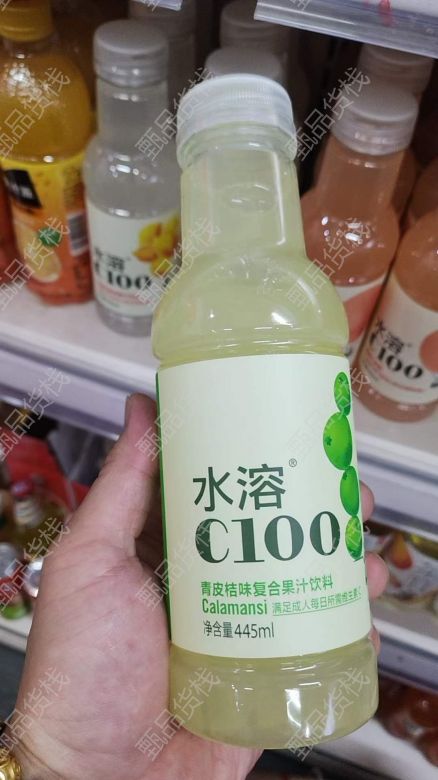 水溶®
C100
青皮桔味复合果汁饮料
Calamansi 满足成人每日所需维生素C
净含量445ml
水溶
C100
水溶
C100
甄品货栈